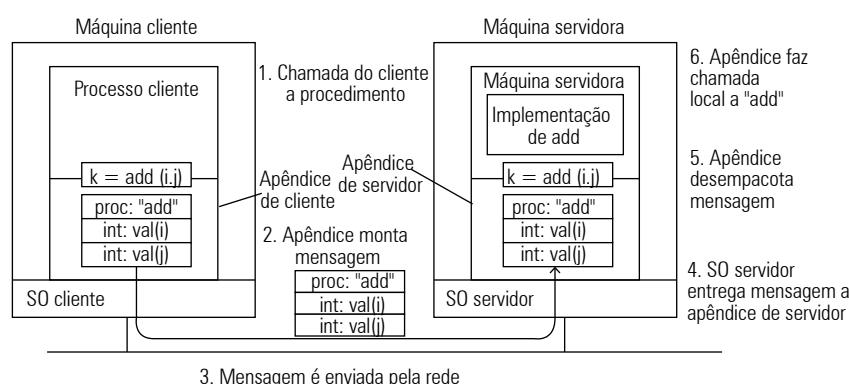 Máquina cliente
Máquina servidora
Processo cliente
1. Chamada do cliente
a procedimento
Máquina servidora
Implementação
de add
6. Apêndice faz
chamada
local a "add"
k = add (i.j)
Apêndice
de cliente
Apêndice
de servidor
k = add (i.j)
5. Apêndice
desempacota
mensagem
proc: "add"
int: val(i)
int: val(j)
2. Apêndice monta
mensagem
proc: "add"
int: val(i)
int: val(j)
proc: "add"
int: val(i)
int: val(j)
SO cliente
SO servidor
4. SO servidor
entrega mensagem a
apêndice de servidor
3. Mensagem é enviada pela rede